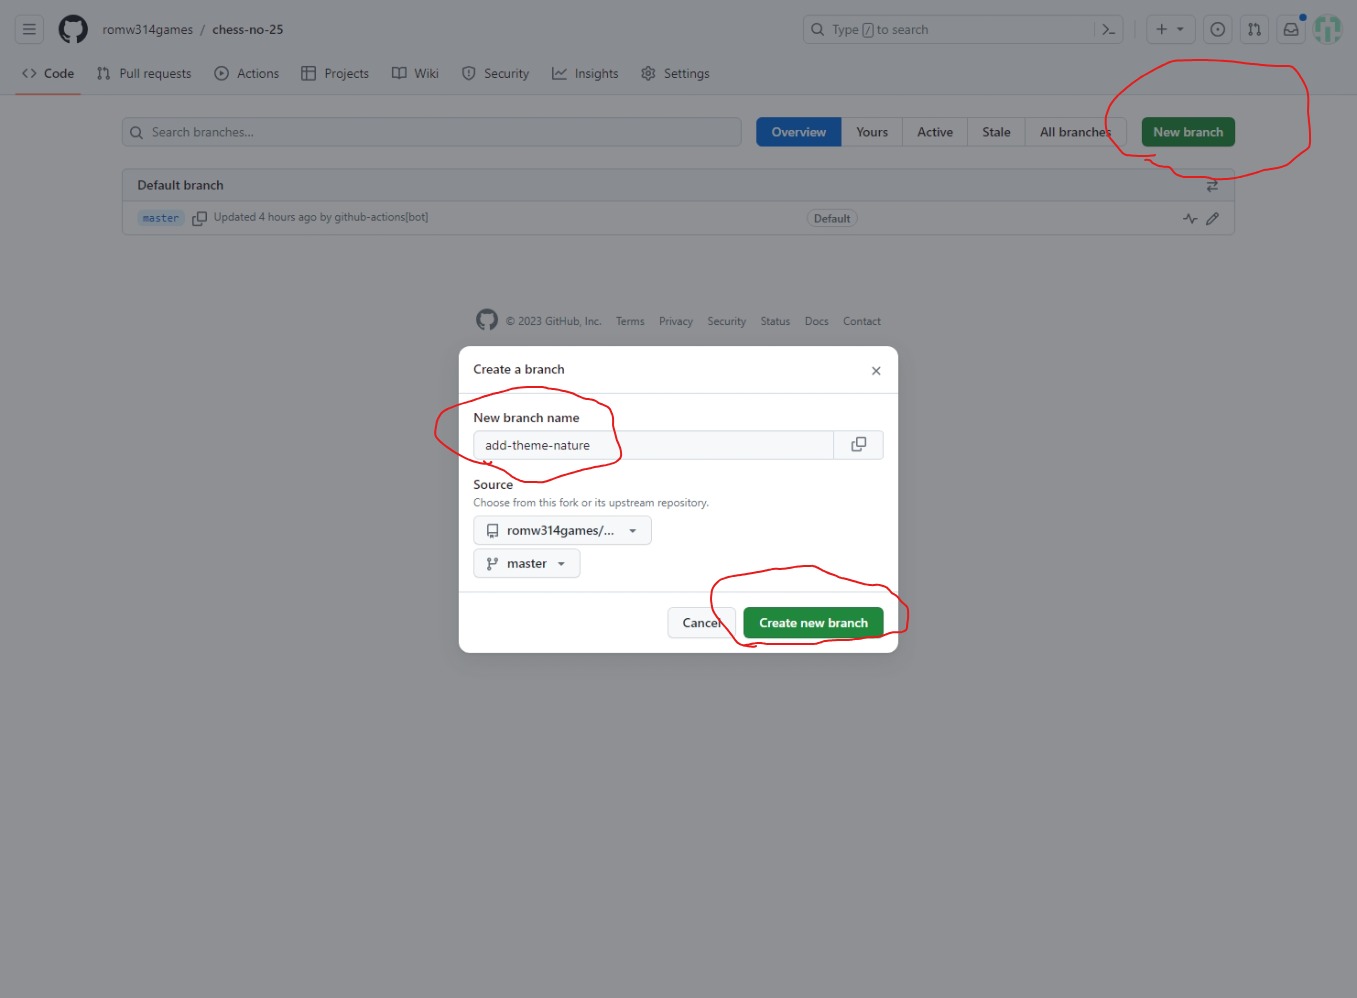 romw314games / chess-no-25
Type / to search
Code Pull requests Actions Projects Wiki Security Insights Settings
Search branches...
Overview Yours Active Stale All branches New branch
Default branch
master Updated 4 hours ago by github-actions[bot] Default
© 2023 GitHub, Inc. Terms Privacy Security Status Docs Contact
Create a branch
New branch name
add-theme-nature
Source
Choose from this fork or its upstream repository.
romw314games/...
master
Cancel Create new branch